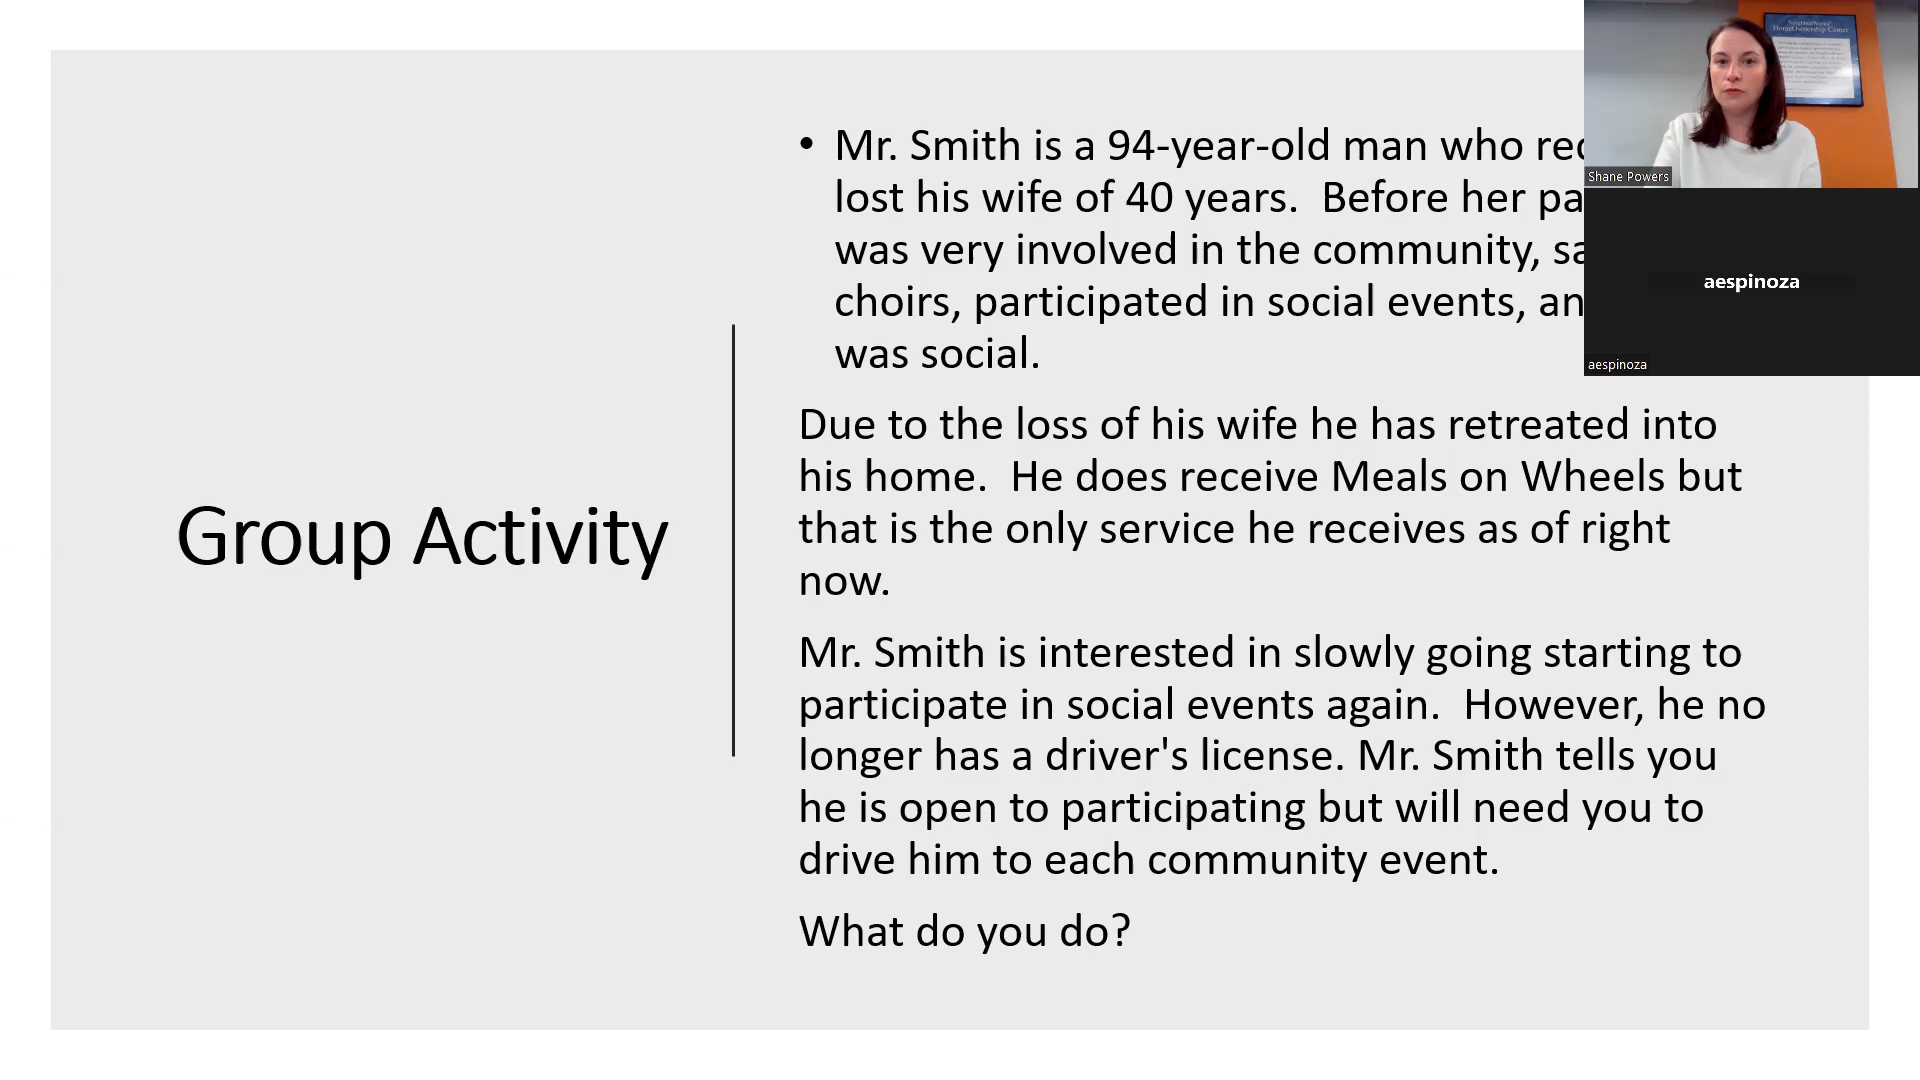 Group Activity
• Mr. Smith is a 94-year-old man who
lost his wife of 40 years. Before her
was very involved in the community,
choirs, participated in social events,
was social.
Due to the loss of his wife he has retreated into
his home. He does receive Meals on Wheels but
that is the only service he receives as of right
now.
Mr. Smith is interested in slowly going starting to
participate in social events again. However, he no
longer has a driver's license. Mr. Smith tells you
he is open to participating but will need you to
drive him to each community event.
What do you do?
NeighborWorks®
HomeOwnership Center
Shane Powers
aespinoza
aespinoza